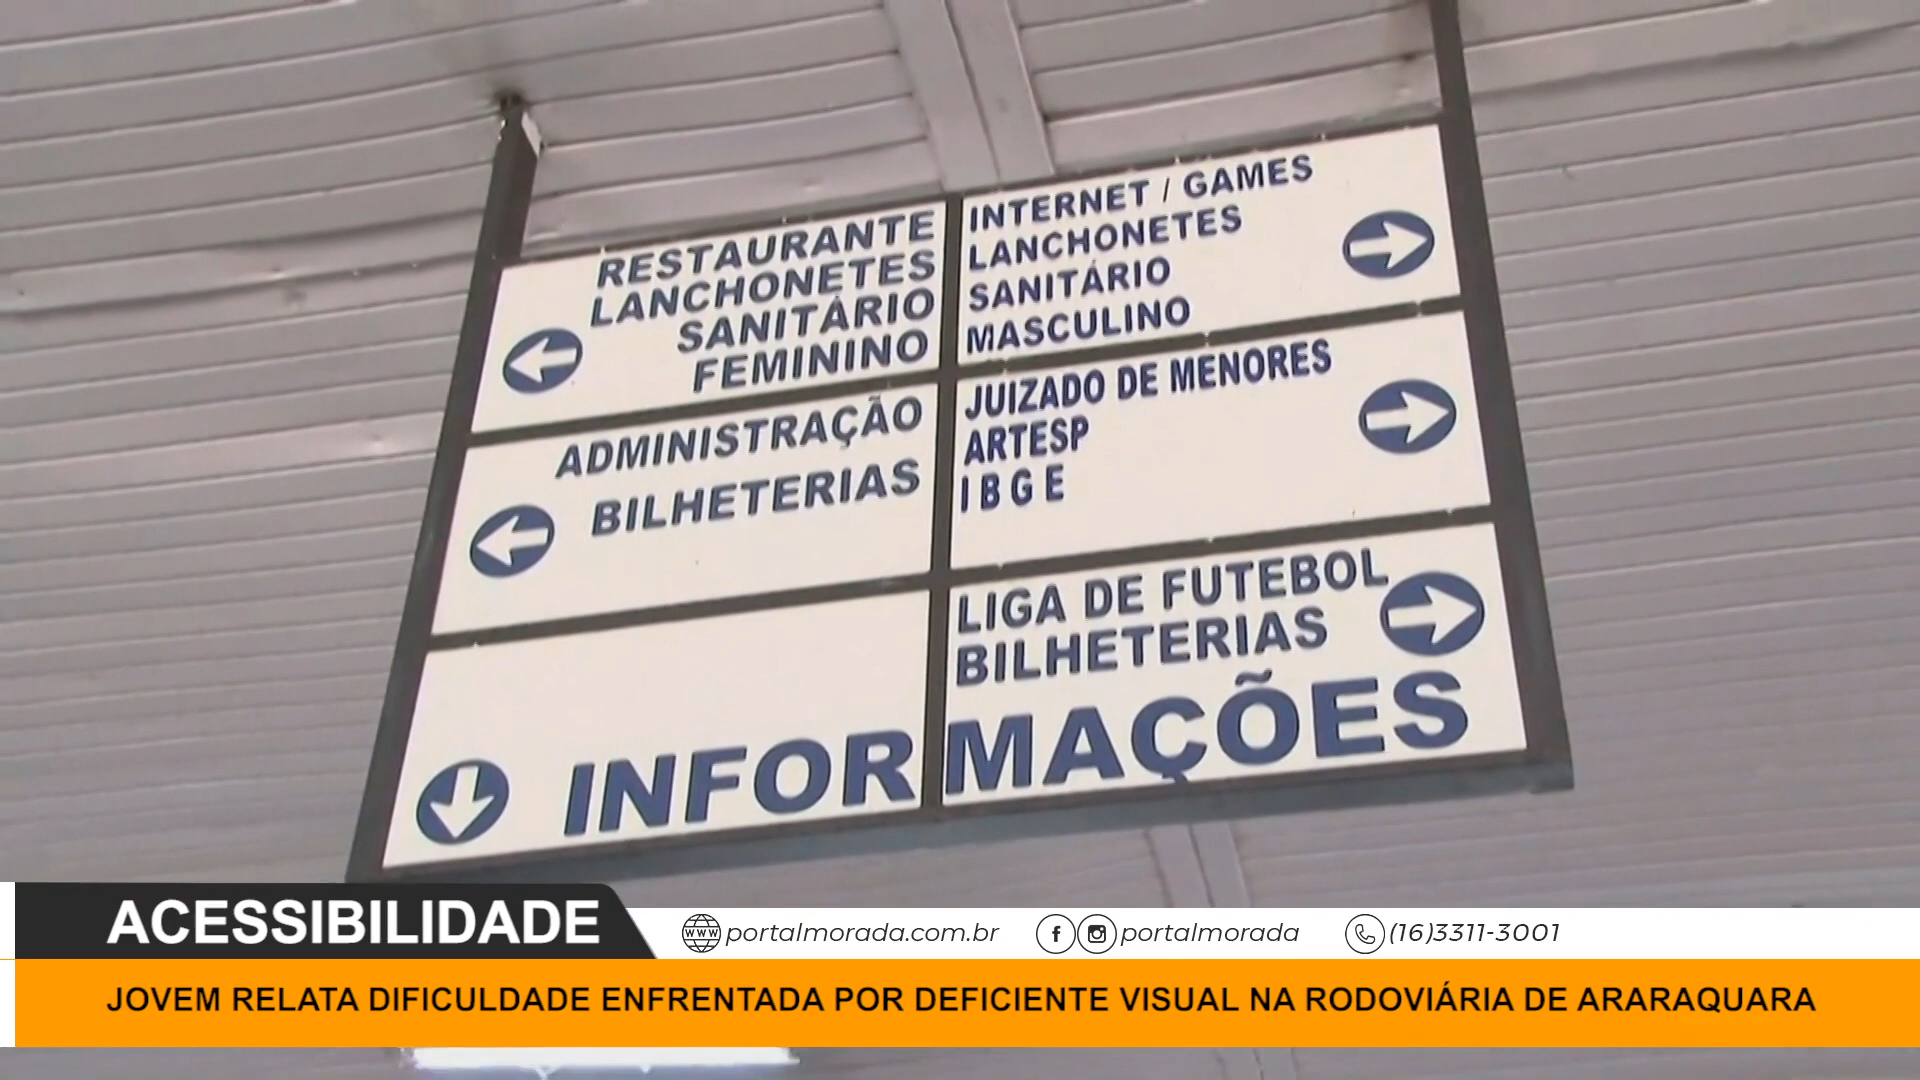 RESTAURANTE
LANCHONETES
SANITÁRIO
FEMININO
INTERNET / GAMES
LANCHONETES
SANITÁRIO
MASCULINO
ADMINISTRAÇÃO
BILHETERIAS
JUIZADO DE MENORES
ARTESP
I B G E
LIGA DE FUTEBOL
BILHETERIAS
INFORMAÇÕES
ACESSIBILIDADE
www portalmorada.com.br
portalmorada
(16)3311-3001
JOVEM RELATA DIFICULDADE ENFRENTADA POR DEFICIENTE VISUAL NA RODOVIÁRIA DE ARARAQUARA